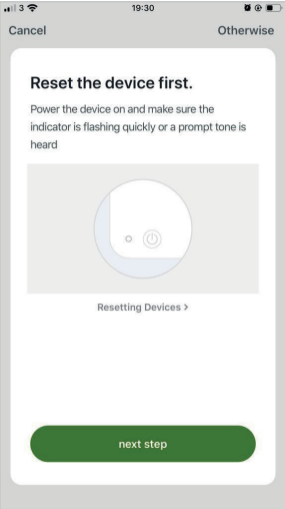 3 19:30
Cancel Otherwise
Reset the device first.
Power the device on and make sure the
indicator is flashing quickly or a prompt tone is
heard
Resetting Devices >
next step